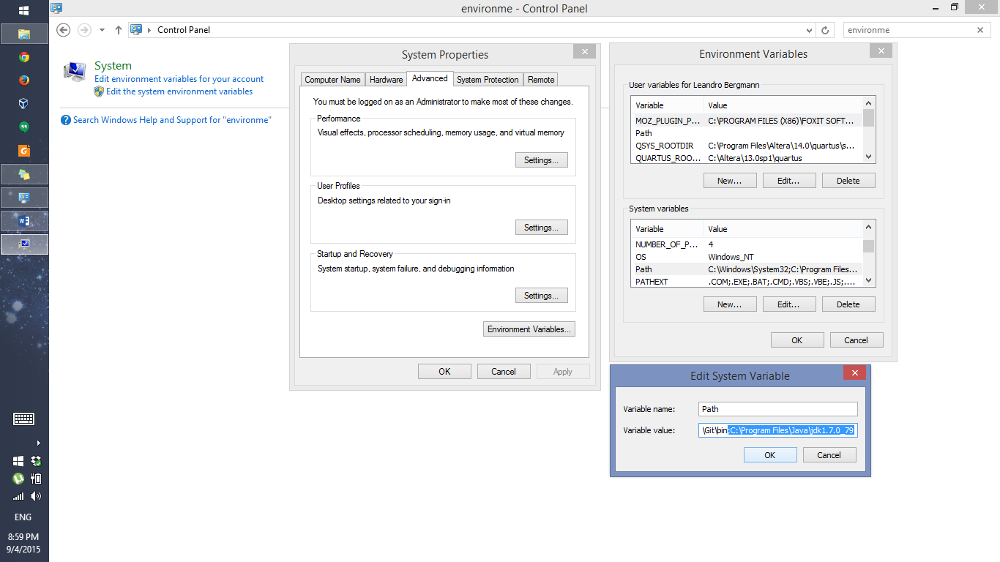 environme - Control Panel
Control Panel
environme
System
Edit environment variables for your account
Edit the system environment variables
Search Windows Help and Support for "environme"
System Properties
Computer Name
Hardware
Advanced
System Protection
Remote
You must be logged on as an Administrator to make most of these changes.
Performance
Visual effects, processor scheduling, memory usage, and virtual memory
Settings...
User Profiles
Desktop settings related to your sign-in
Settings...
Startup and Recovery
System startup, system failure, and debugging information
Settings...
Environment Variables...
OK
Cancel
Apply
Environment Variables
User variables for Leandro Bergmann
Variable Value
MOZ_PLUGIN_P... C:\PROGRAM FILES (X86)\FOXIT SOFT...
Path
QSYS_ROOTDIR C:\Program Files\Altera\14.0\quartus\s...
QUARTUS_ROO... C:\Altera\13.0sp1\quartus
New...
Edit...
Delete
System variables
Variable Value
NUMBER_OF_P... 4
OS Windows_NT
Path C:\Windows\System32;C:\Program Files...
PATHEXT .COM;.EXE;.BAT;.CMD;.VBS;.VBE;.JS;....
New...
Edit...
Delete
OK
Cancel
Edit System Variable
Variable name: Path
Variable value: \Git\bin;C:\Program Files\Java\jdk1.7.0_79
OK
Cancel
ENG
8:59 PM
9/4/2015